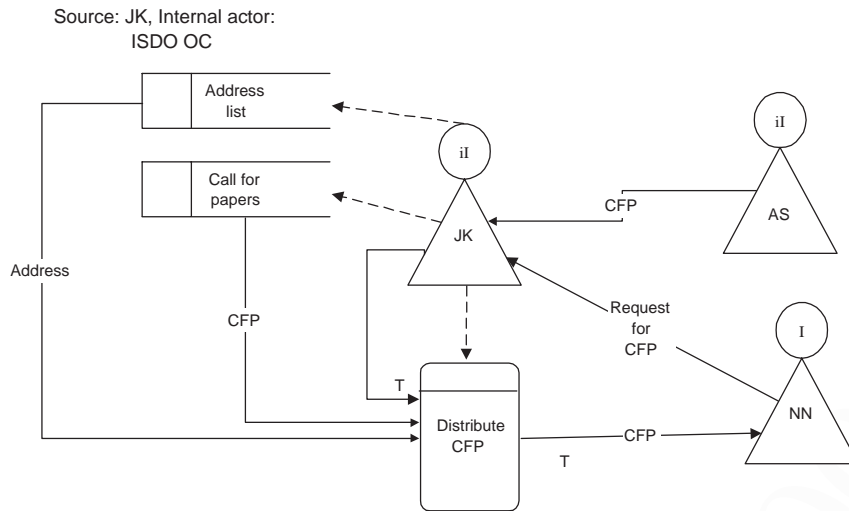 Source: JK, Internal actor:
ISDO OC
Address
list
iI
iI
Call for
papers
CFP
AS
JK
Address
Request
for
CFP
CFP
I
T
NN
Distribute
CFP
CFP
T